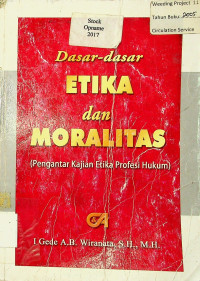 Weeding Project
Tahun Buku: 2005
Circulation Service
Stock
Opname
2017
Dasar-dasar
ETIKA
dan
MORALITAS
(Pengantar Kajian Etika Profesi Hukum)
I Gede A.B. Wiranata, S.H., M.H.